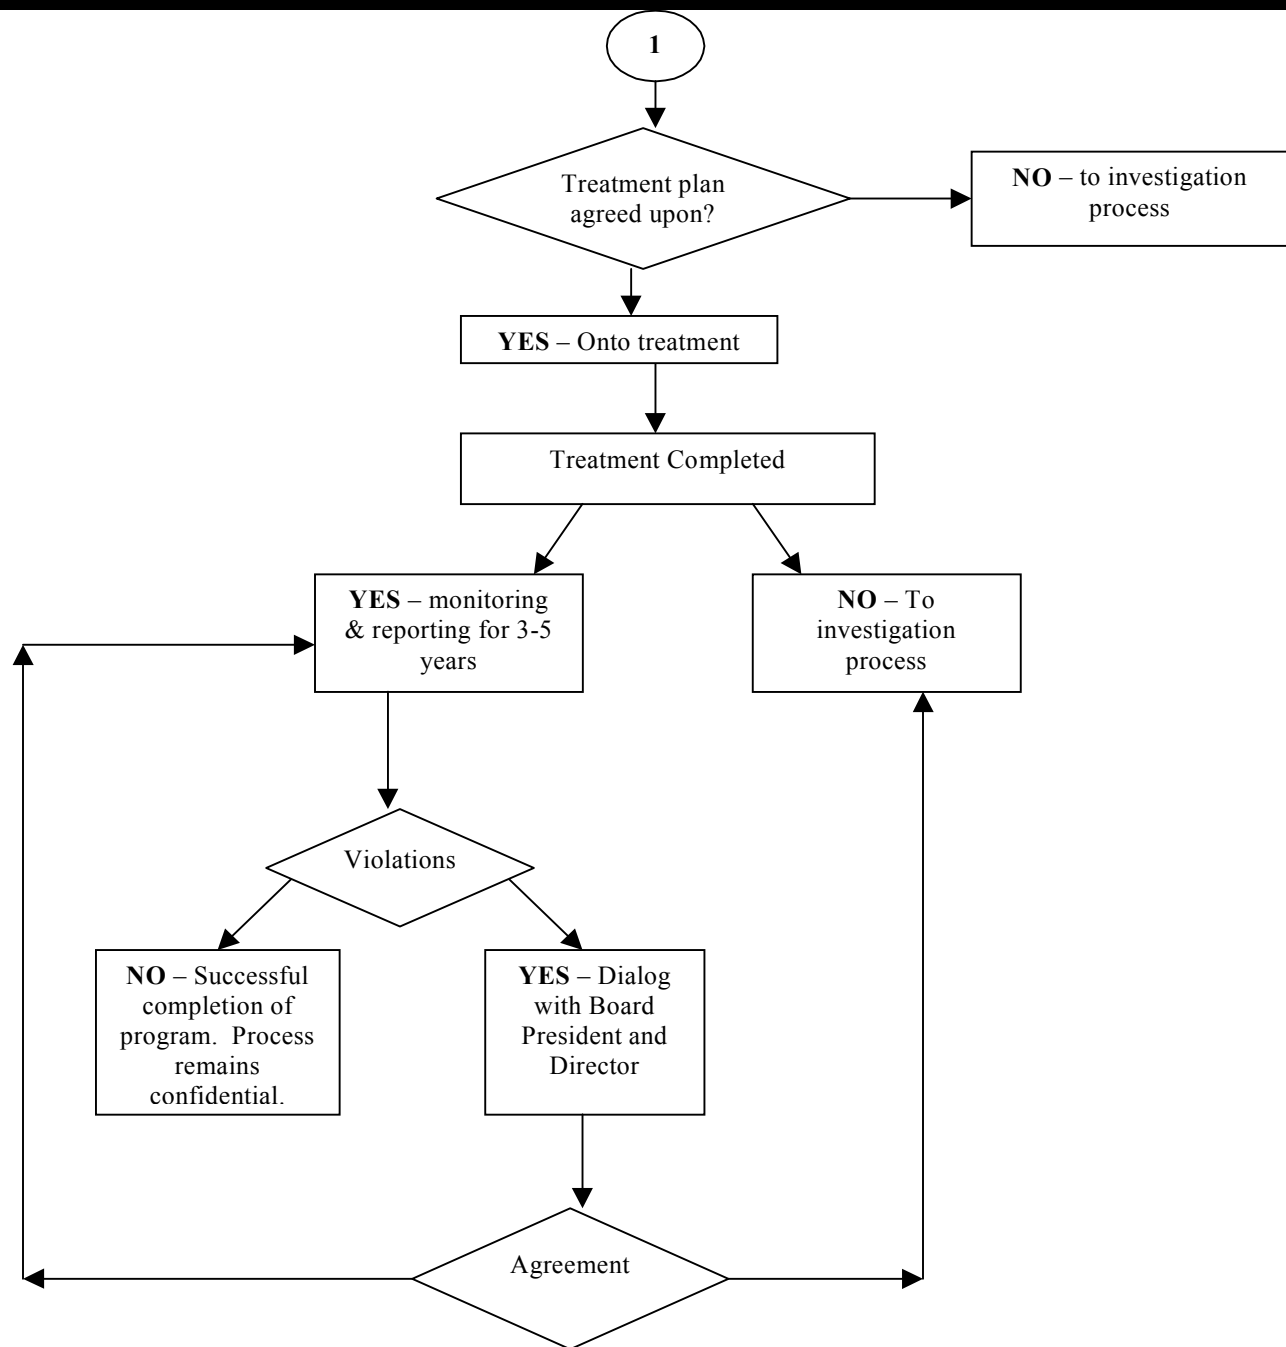 1
Treatment plan
agreed upon?
NO – to investigation
process
YES – Onto treatment
Treatment Completed
YES – monitoring
& reporting for 3-5
years
NO – To
investigation
process
Violations
NO – Successful
completion of
program.  Process
remains
confidential.
YES – Dialog
with Board
President and
Director
Agreement